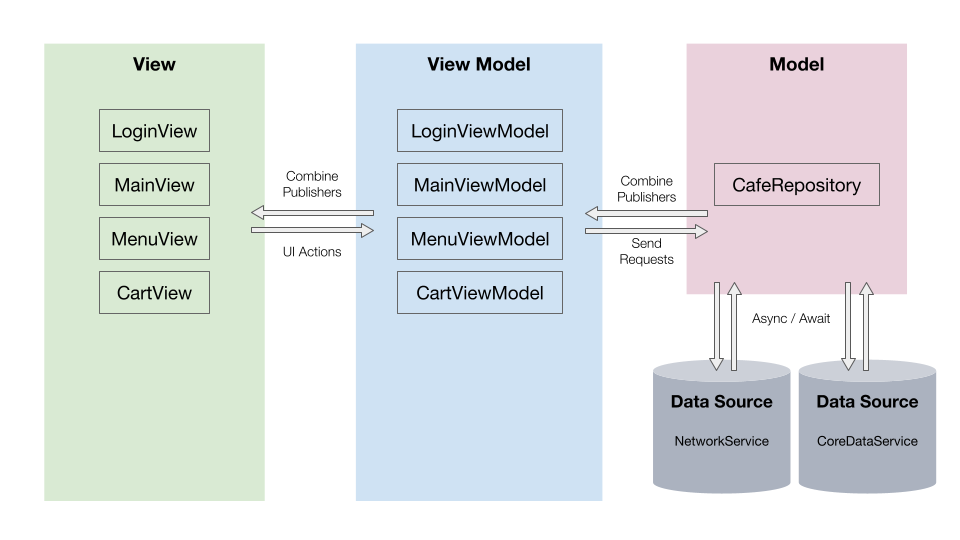 View
LoginView
MainView
MenuView
CartView
Combine
Publishers
UI Actions
View Model
LoginViewModel
MainViewModel
MenuViewModel
CartViewModel
Combine
Publishers
Send
Requests
Model
CafeRepository
Async / Await
Data Source
NetworkService
Data Source
CoreDataService